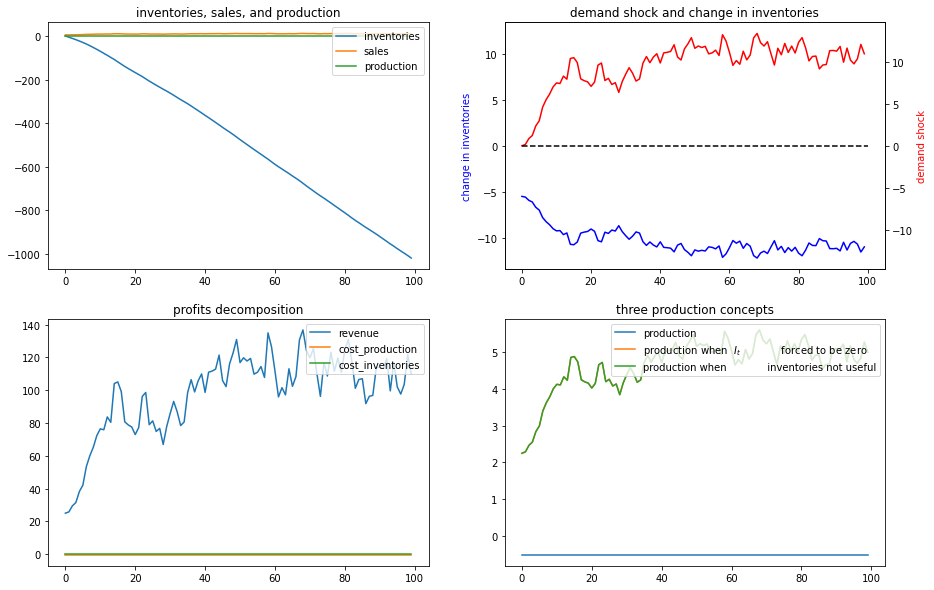 inventories, sales, and production
inventories
sales
production
0
−200
−400
−600
−800
−1000
0 20 40 60 80 100
demand shock and change in inventories
change in inventories
10
5
0
−5
−10
0 20 40 60 80 100
10
5
0
−5
−10
demand shock
profits decomposition
revenue
cost_production
cost_inventories
140
120
100
80
60
40
20
0
0 20 40 60 80 100
three production concepts
production
production when I_t forced to be zero
production when inventories not useful
5
4
3
2
1
0
0 20 40 60 80 100